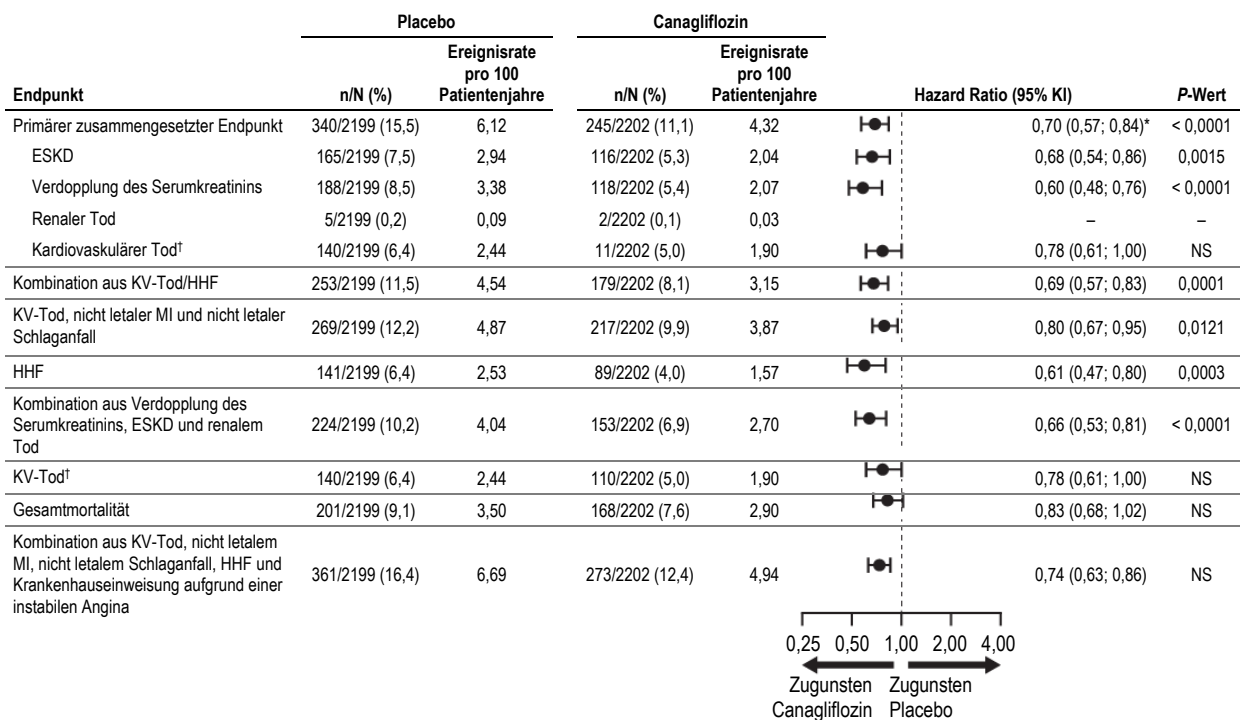 Placebo Canagliflozin
Endpunkt n/N (%) Ereignisrate pro 100 Patientenjahre n/N (%) Ereignisrate pro 100 Patientenjahre Hazard Ratio (95% KI) P-Wert
Primärer zusammengesetzter Endpunkt 340/2199 (15,5) 6,12 245/2202 (11,1) 4,32 0,70 (0,57; 0,84)* < 0,0001
ESKD 165/2199 (7,5) 2,94 116/2202 (5,3) 2,04 0,68 (0,54; 0,86) 0,0015
Verdopplung des Serumkreatinins 188/2199 (8,5) 3,38 118/2202 (5,4) 2,07 0,60 (0,48; 0,76) < 0,0001
Renaler Tod 5/2199 (0,2) 0,09 2/2202 (0,1) 0,03 – –
Kardiovaskulärer Tod† 140/2199 (6,4) 2,44 11/2202 (5,0) 1,90 0,78 (0,61; 1,00) NS
Kombination aus KV-Tod/HHF 253/2199 (11,5) 4,54 179/2202 (8,1) 3,15 0,69 (0,57; 0,83) 0,0001
KV-Tod, nicht letaler MI und nicht letaler
Schlaganfall 269/2199 (12,2) 4,87 217/2202 (9,9) 3,87 0,80 (0,67; 0,95) 0,0121
HHF 141/2199 (6,4) 2,53 89/2202 (4,0) 1,57 0,61 (0,47; 0,80) 0,0003
Kombination aus Verdopplung des
Serumkreatinins, ESKD und renalem 224/2199 (10,2) 4,04 153/2202 (6,9) 2,70 0,66 (0,53; 0,81) < 0,0001
Tod
KV-Tod† 140/2199 (6,4) 2,44 110/2202 (5,0) 1,90 0,78 (0,61; 1,00) NS
Gesamtmortalität 201/2199 (9,1) 3,50 168/2202 (7,6) 2,90 0,83 (0,68; 1,02) NS
Kombination aus KV-Tod, nicht letalem
MI, nicht letalem Schlaganfall, HHF und
Krankenhauseinweisung aufgrund einer 361/2199 (16,4) 6,69 273/2202 (12,4) 4,94 0,74 (0,63; 0,86) NS
instabilen Angina
0,25 0,50 1,00 2,00 4,00
Zugunsten Zugunsten
Canagliflozin Placebo